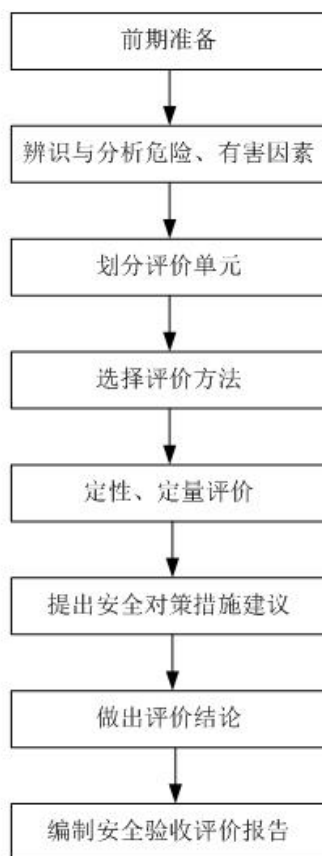 前期准备
辨识与分析危险、有害因素
划分评价单元
选择评价方法
定性、定量评价
提出安全对策措施建议
做出评价结论
编制安全验收评价报告